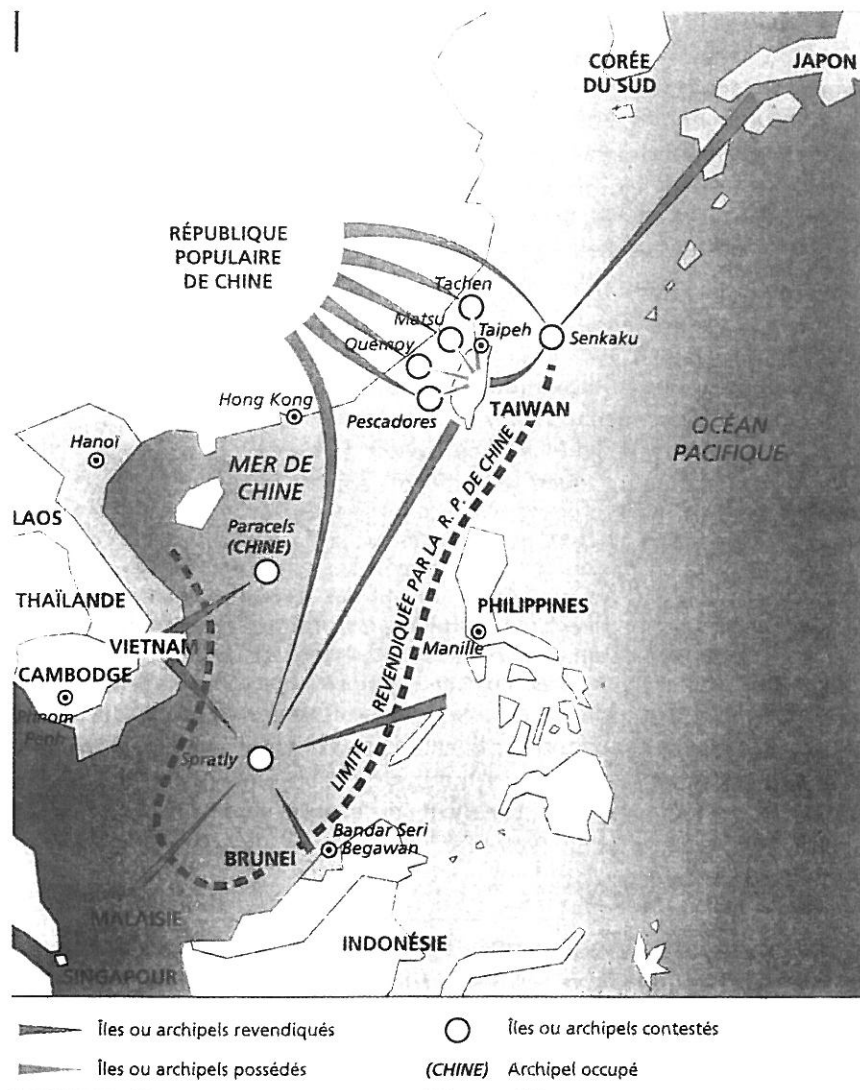 CORÉE
DU SUD
JAPON
RÉPUBLIQUE
POPULAIRE
DE CHINE
Tachen
Matsu
Taipeh
Quemoy
Senkaku
Hong Kong
Pescadores
TAIWAN
OCÉAN
PACIFIQUE
Hanoï
MER DE
CHINE
LAOS
Paracels
(CHINE)
THAÏLANDE
PHILIPPINES
VIETNAM
Manille
CAMBODGE
Phnom
Penh
Spratly
LIMITE REVENDIQUÉE PAR LA R. P. DE CHINE
Bandar Seri
Begawan
BRUNEI
MALAISIE
INDONÉSIE
SINGAPOUR
Îles ou archipels revendiqués
Îles ou archipels contestés
Îles ou archipels possédés
(CHINE) Archipel occupé